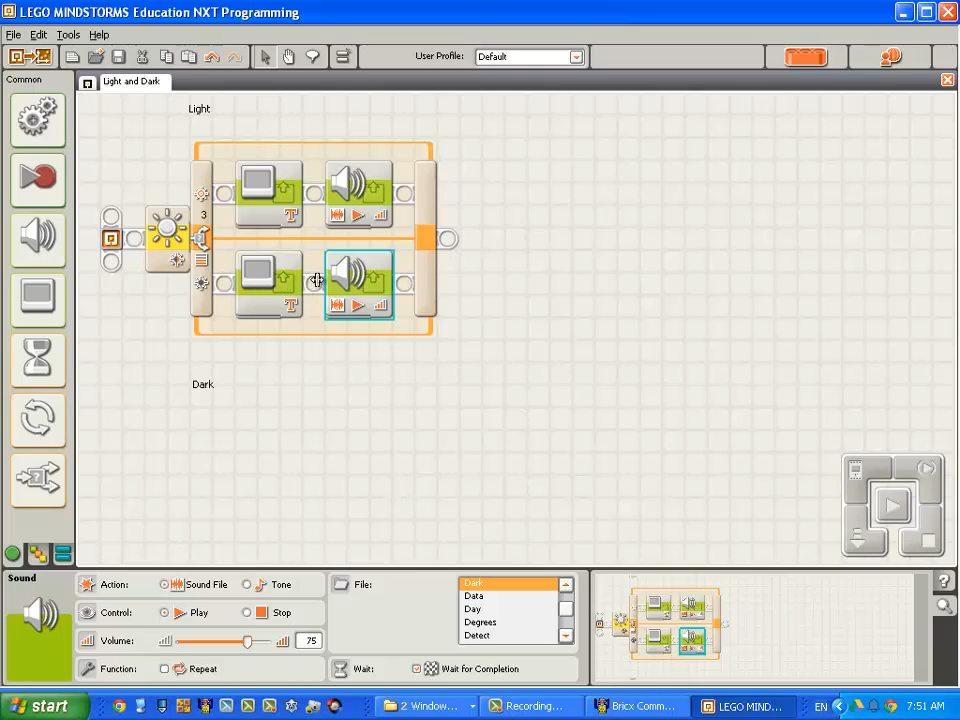 LEGO MINDSTORMS Education NXT Programming
File Edit Tools Help
User Profile: Default
Common
Light and Dark
Light
3
T
T
Dark
Sound
Action: Sound File Tone
Control: Play Stop
Volume: 75
Function: Repeat
File: Dark
Data
Day
Degrees
Detect
Wait: Wait for Completion
?
start
2 Window...
Recording...
Bricx Comm...
LEGO MIND...
EN
7:51 AM